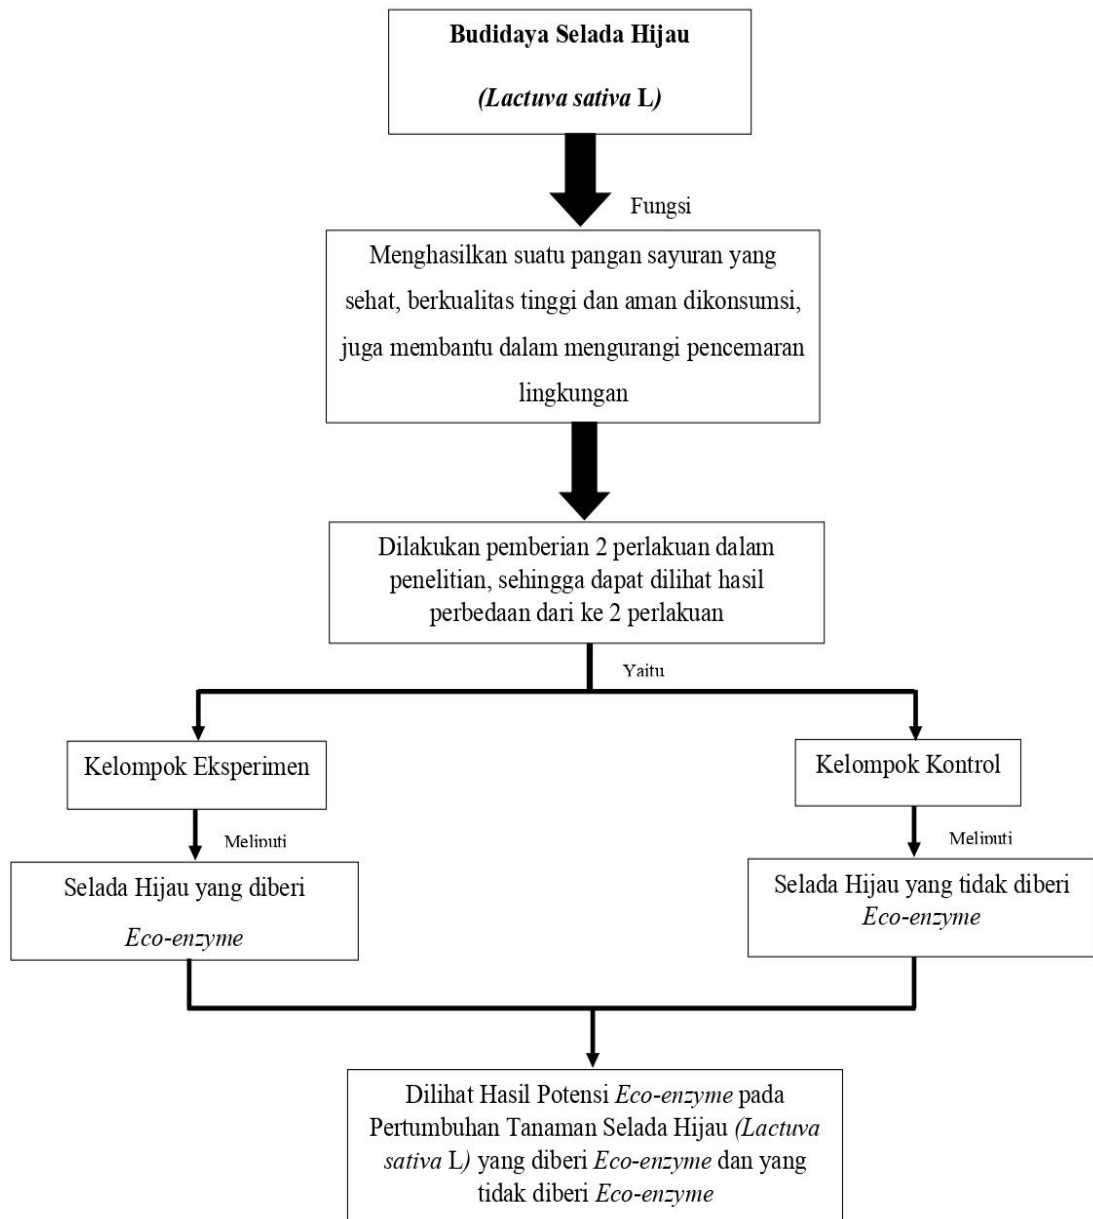 Budidaya Selada Hijau
(Lactuva sativa L)
Fungsi
Menghasilkan suatu pangan sayuran yang
sehat, berkualitas tinggi dan aman dikonsumsi,
juga membantu dalam mengurangi pencemaran
lingkungan
Dilakukan pemberian 2 perlakuan dalam
penelitian, sehingga dapat dilihat hasil
perbedaan dari ke 2 perlakuan
Yaitu
Kelompok Eksperimen
Kelompok Kontrol
Meliputi
Meliputi
Selada Hijau yang diberi
Eco-enzyme
Selada Hijau yang tidak diberi
Eco-enzyme
Dilihat Hasil Potensi Eco-enzyme pada
Pertumbuhan Tanaman Selada Hijau (Lactuva
sativa L) yang diberi Eco-enzyme dan yang
tidak diberi Eco-enzyme